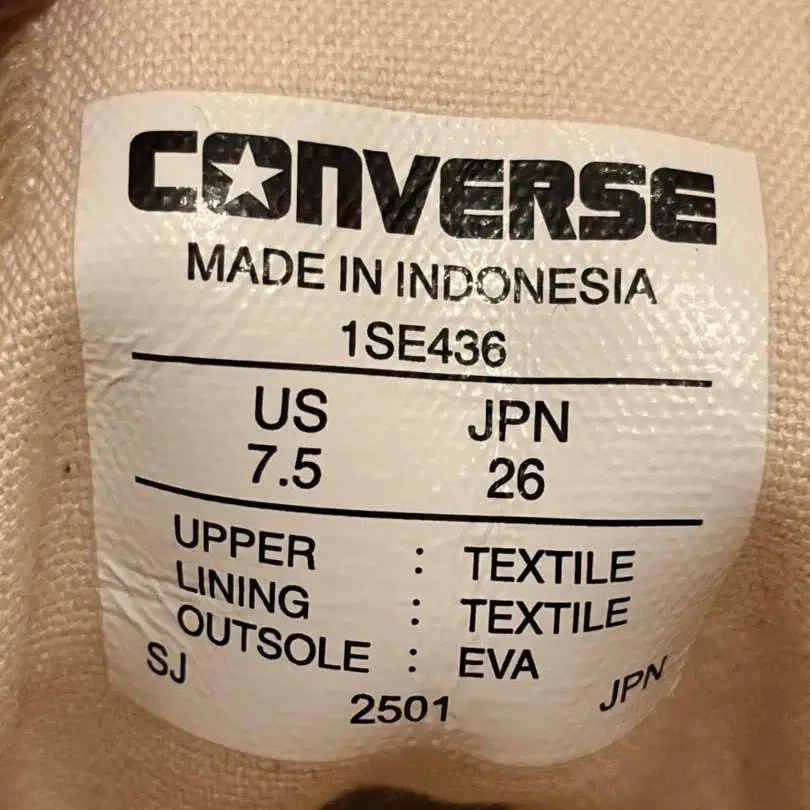 CONVERSE
MADE IN INDONESIA
1SE436
US JPN
7.5 26
UPPER : TEXTILE
LINING : TEXTILE
OUTSOLE : EVA
SJ 2501 JPN